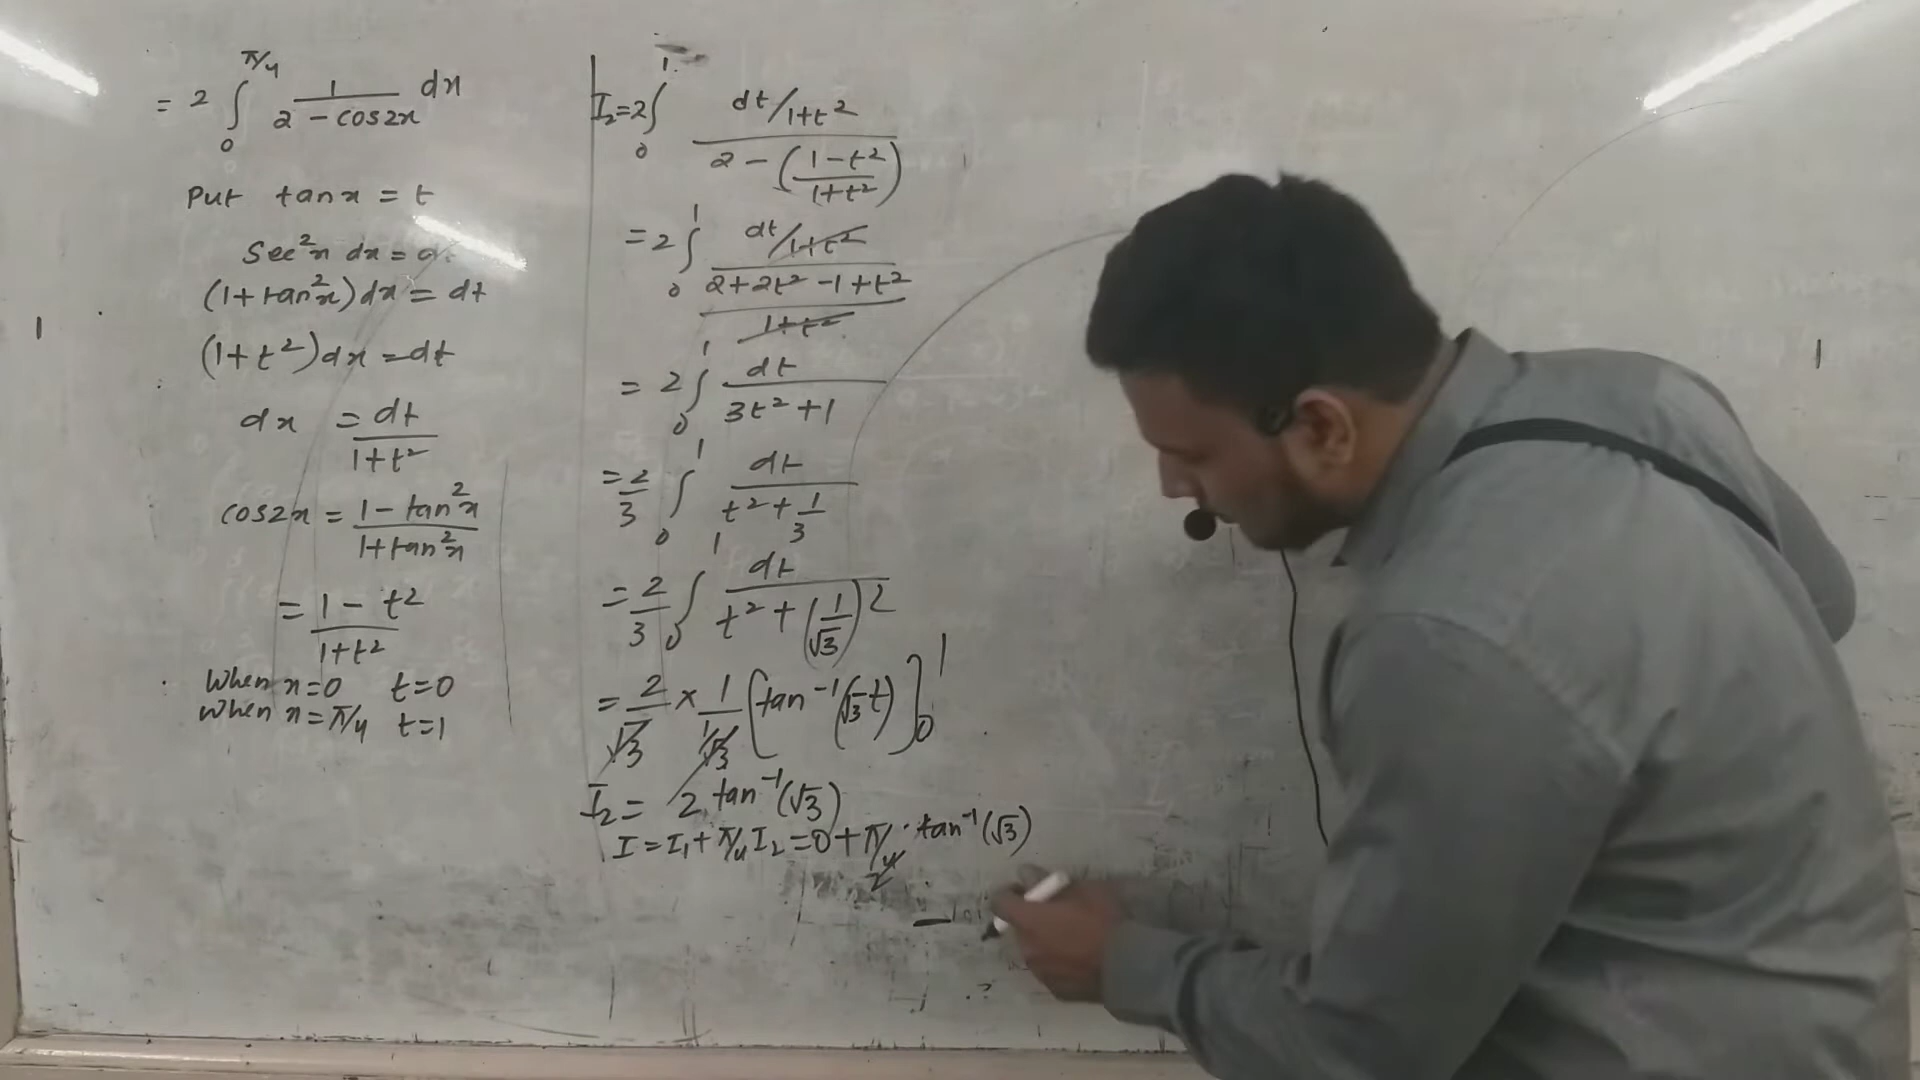 = 2 ∫₀^{π/4} 1/(2 - cos2x) dx
Put tanx = t
sec²x dx = d
(1+tan²x)dx = dt
(1+t²)dx = dt
dx = dt/(1+t²)
cos2x = (1 - tan²x)/(1+tan²x)
= (1 - t²)/(1+t²)
When x=0 t=0
When x=π/4 t=1
I₂=2∫₀¹ (dt/1+t²)/(2 - ((1-t²)/(1+t²)))
=2∫₀¹ (dt/1+t²)/((2+2t²-1+t²)/(1+t²))
= 2∫₀¹ dt/(3t²+1)
= 2/3 ∫₀¹ dt/(t² + 1/3)
= 2/3 ∫₀¹ dt/(t² + (1/√3)²)
= 2/√3 × 1/(1/√3) [tan⁻¹(√3 t)]₀¹
I₂ = 2 tan⁻¹(√3)
I = I₁ + π/4 I₂ = 0 + π/4 · tan⁻¹(√3)
2